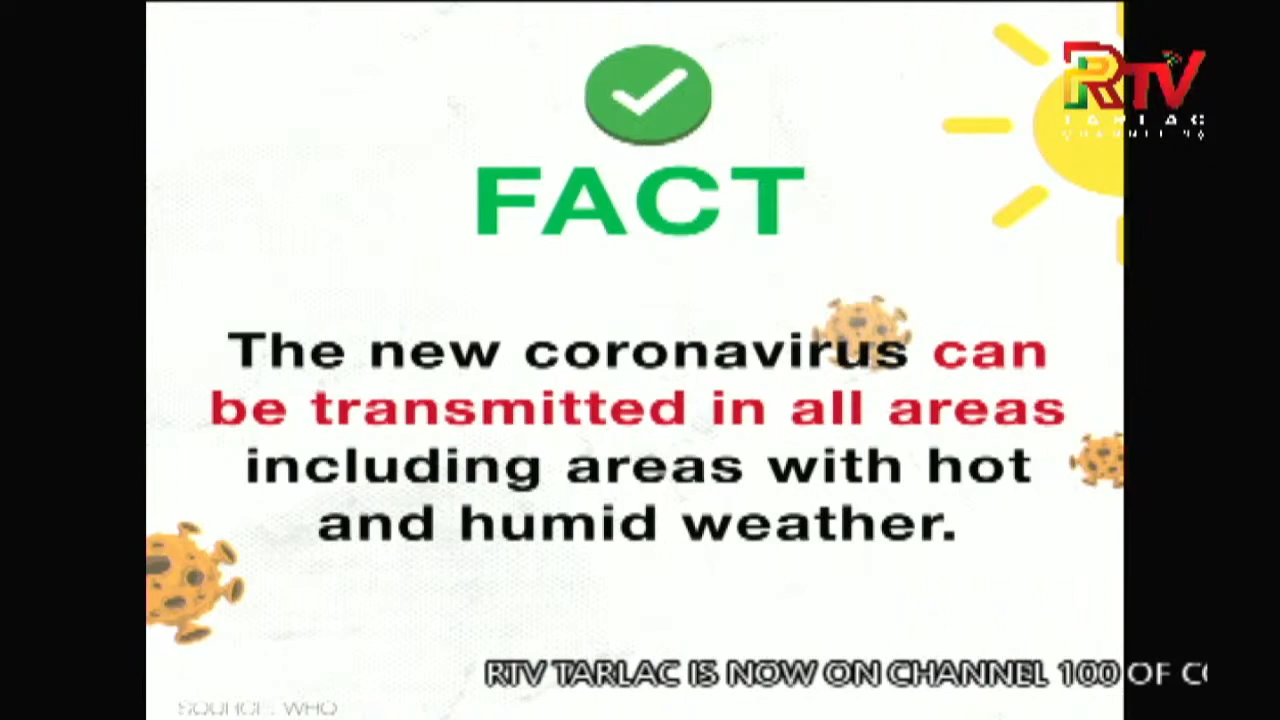 RTV
TARLAC
FACT
The new coronavirus can
be transmitted in all areas
including areas with hot
and humid weather.
RTV TARLAC IS NOW ON CHANNEL 100 OF
SOURCE: WHO